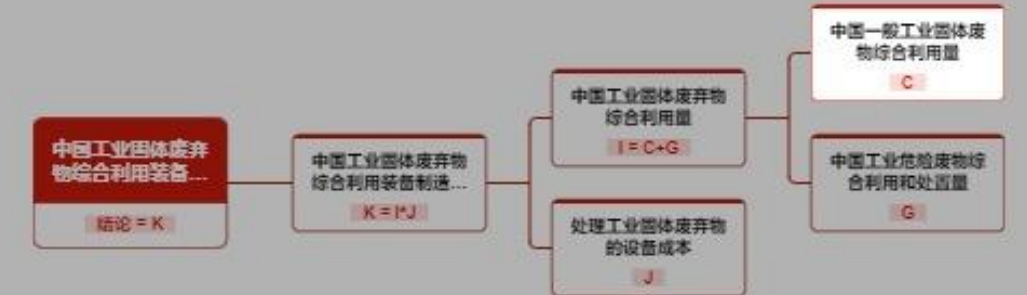 中国工业固体废弃
物综合利用装备...
结论 = K
中国工业固体废弃物
综合利用装备制造...
K = I*J
中国工业固体废弃物
综合利用量
I = C+G
处理工业固体废弃物
的设备成本
J
中国一般工业固体废
物综合利用量
C
中国工业危险废物综
合利用和处置量
G